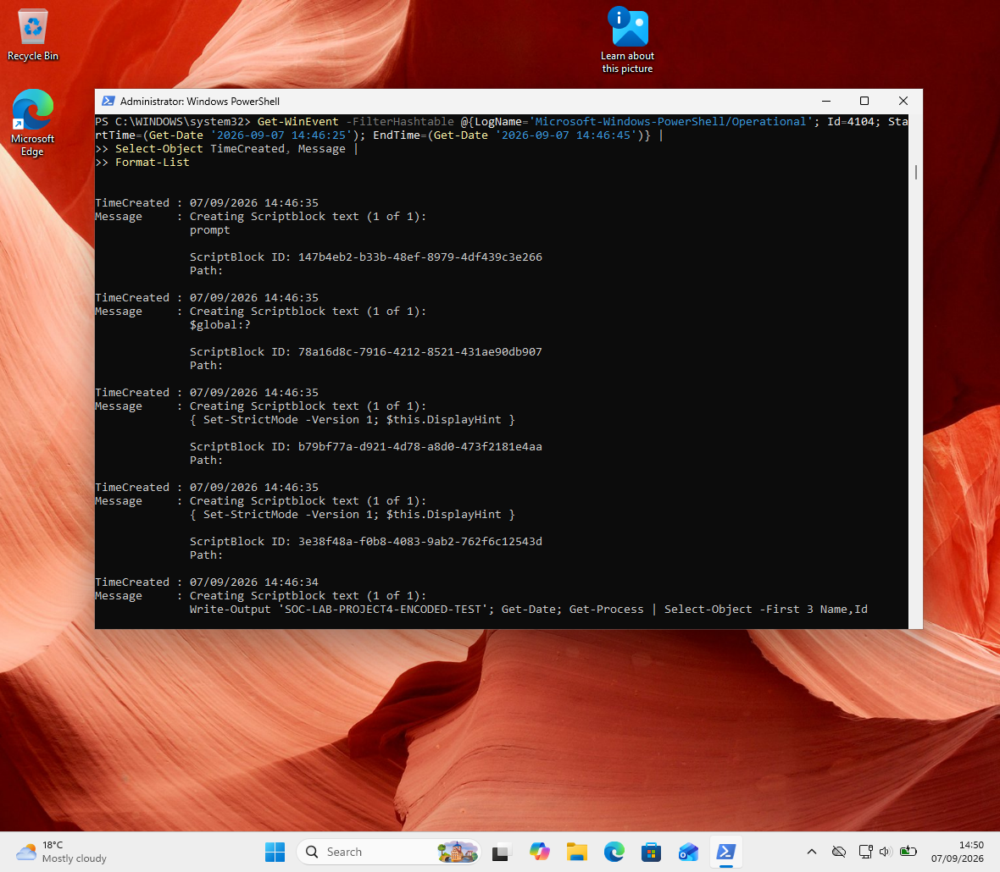 Recycle Bin
Learn about
this picture
Microsoft
Edge
Administrator: Windows PowerShell
PS C:\WINDOWS\system32> Get-WinEvent -FilterHashtable @{LogName='Microsoft-Windows-PowerShell/Operational'; Id=4104; Sta
rtTime=(Get-Date '2026-09-07 14:46:25'); EndTime=(Get-Date '2026-09-07 14:46:45')} |
>> Select-Object TimeCreated, Message |
>> Format-List
TimeCreated : 07/09/2026 14:46:35
Message     : Creating Scriptblock text (1 of 1):
prompt
ScriptBlock ID: 147b4eb2-b33b-48ef-8979-4df439c3e266
Path:
TimeCreated : 07/09/2026 14:46:35
Message     : Creating Scriptblock text (1 of 1):
$global:?
ScriptBlock ID: 78a16d8c-7916-4212-8521-431ae90db907
Path:
TimeCreated : 07/09/2026 14:46:35
Message     : Creating Scriptblock text (1 of 1):
{ Set-StrictMode -Version 1; $this.DisplayHint }
ScriptBlock ID: b79bf77a-d921-4d78-a8d0-473f2181e4aa
Path:
TimeCreated : 07/09/2026 14:46:35
Message     : Creating Scriptblock text (1 of 1):
{ Set-StrictMode -Version 1; $this.DisplayHint }
ScriptBlock ID: 3e38f48a-f0b8-4083-9ab2-762f6c12543d
Path:
TimeCreated : 07/09/2026 14:46:34
Message     : Creating Scriptblock text (1 of 1):
Write-Output 'SOC-LAB-PROJECT4-ENCODED-TEST'; Get-Date; Get-Process | Select-Object -First 3 Name,Id
18°C
Mostly cloudy
Search
14:50
07/09/2026